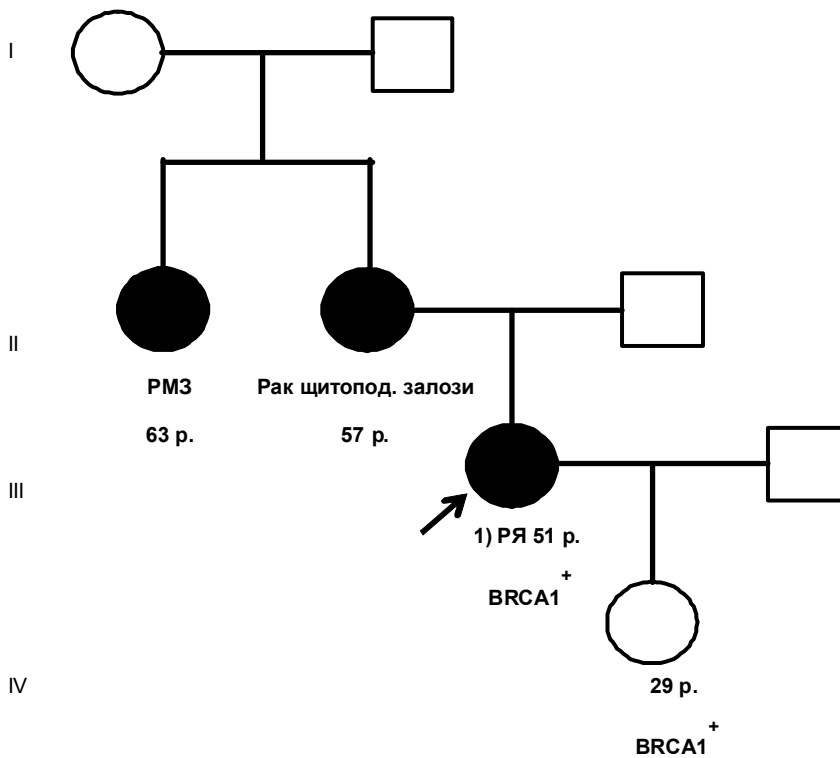 I
II
РМЗ
Рак щитопод. залози
63 р.
57 р.
III
1) РЯ 51 р.
BRCA1⁺
IV
29 р.
BRCA1⁺